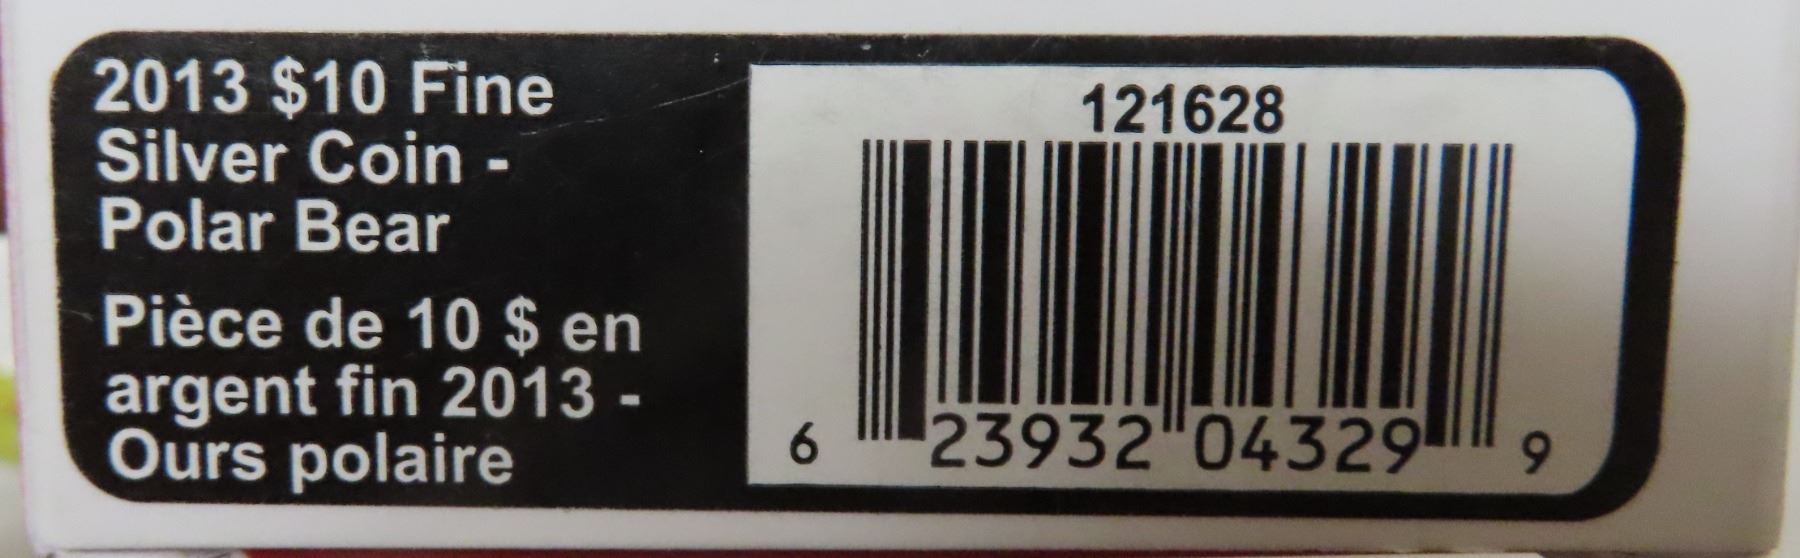 2013 $10 Fine
Silver Coin -
Polar Bear
Pièce de 10 $ en
argent fin 2013 -
Ours polaire
121628
6 23932 04329 9